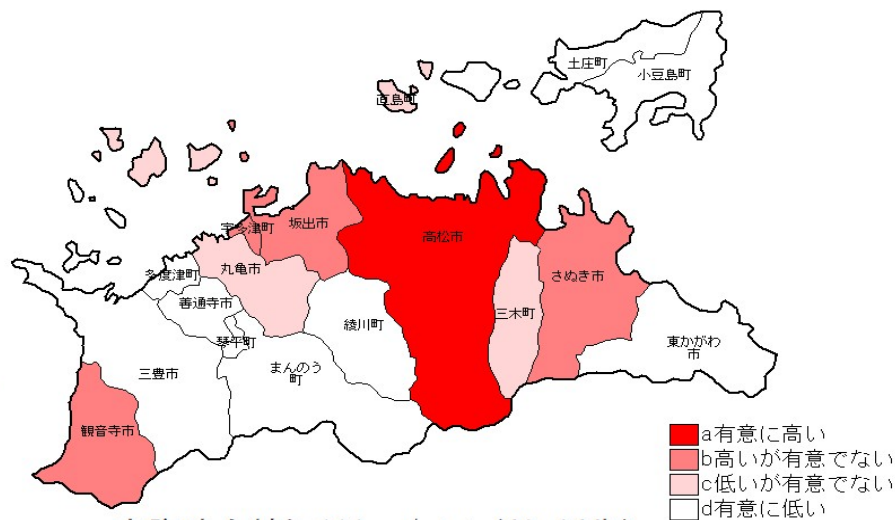 土庄町
小豆島町
直島町
宇多津町
坂出市
高松市
多度津町
丸亀市
さぬき市
善通寺市
綾川町
三木町
琴平町
東かがわ
市
三豊市
まんのう
町
観音寺市
a有意に高い
b高いが有意でない
c低いが有意でない
d有意に低い